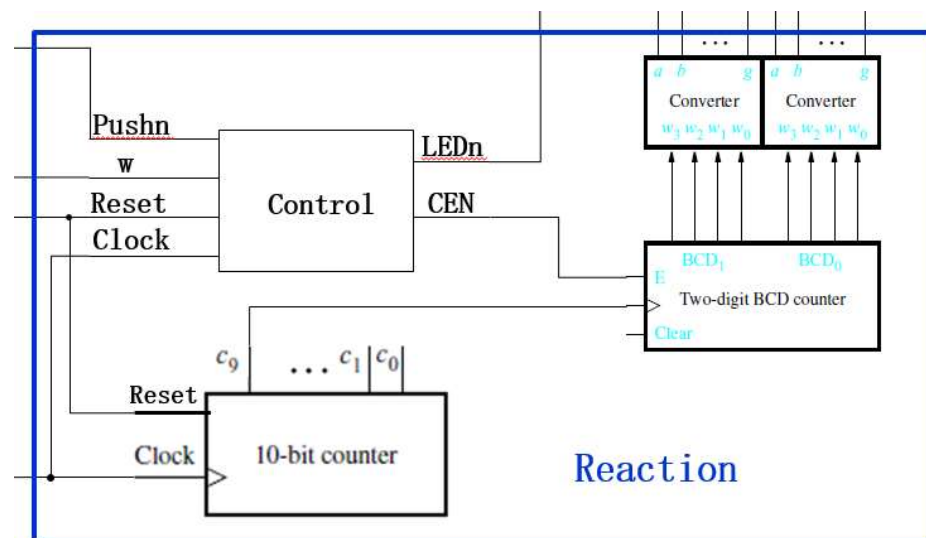 ... ...
a b g a b g
Converter Converter
w3 w2 w1 w0 w3 w2 w1 w0
Pushn
LEDn
w
Reset
Control
CEN
Clock
BCD1 BCD0
E
Two-digit BCD counter
Clear
c9 ... c1 c0
Reset
Clock
10-bit counter
Reaction